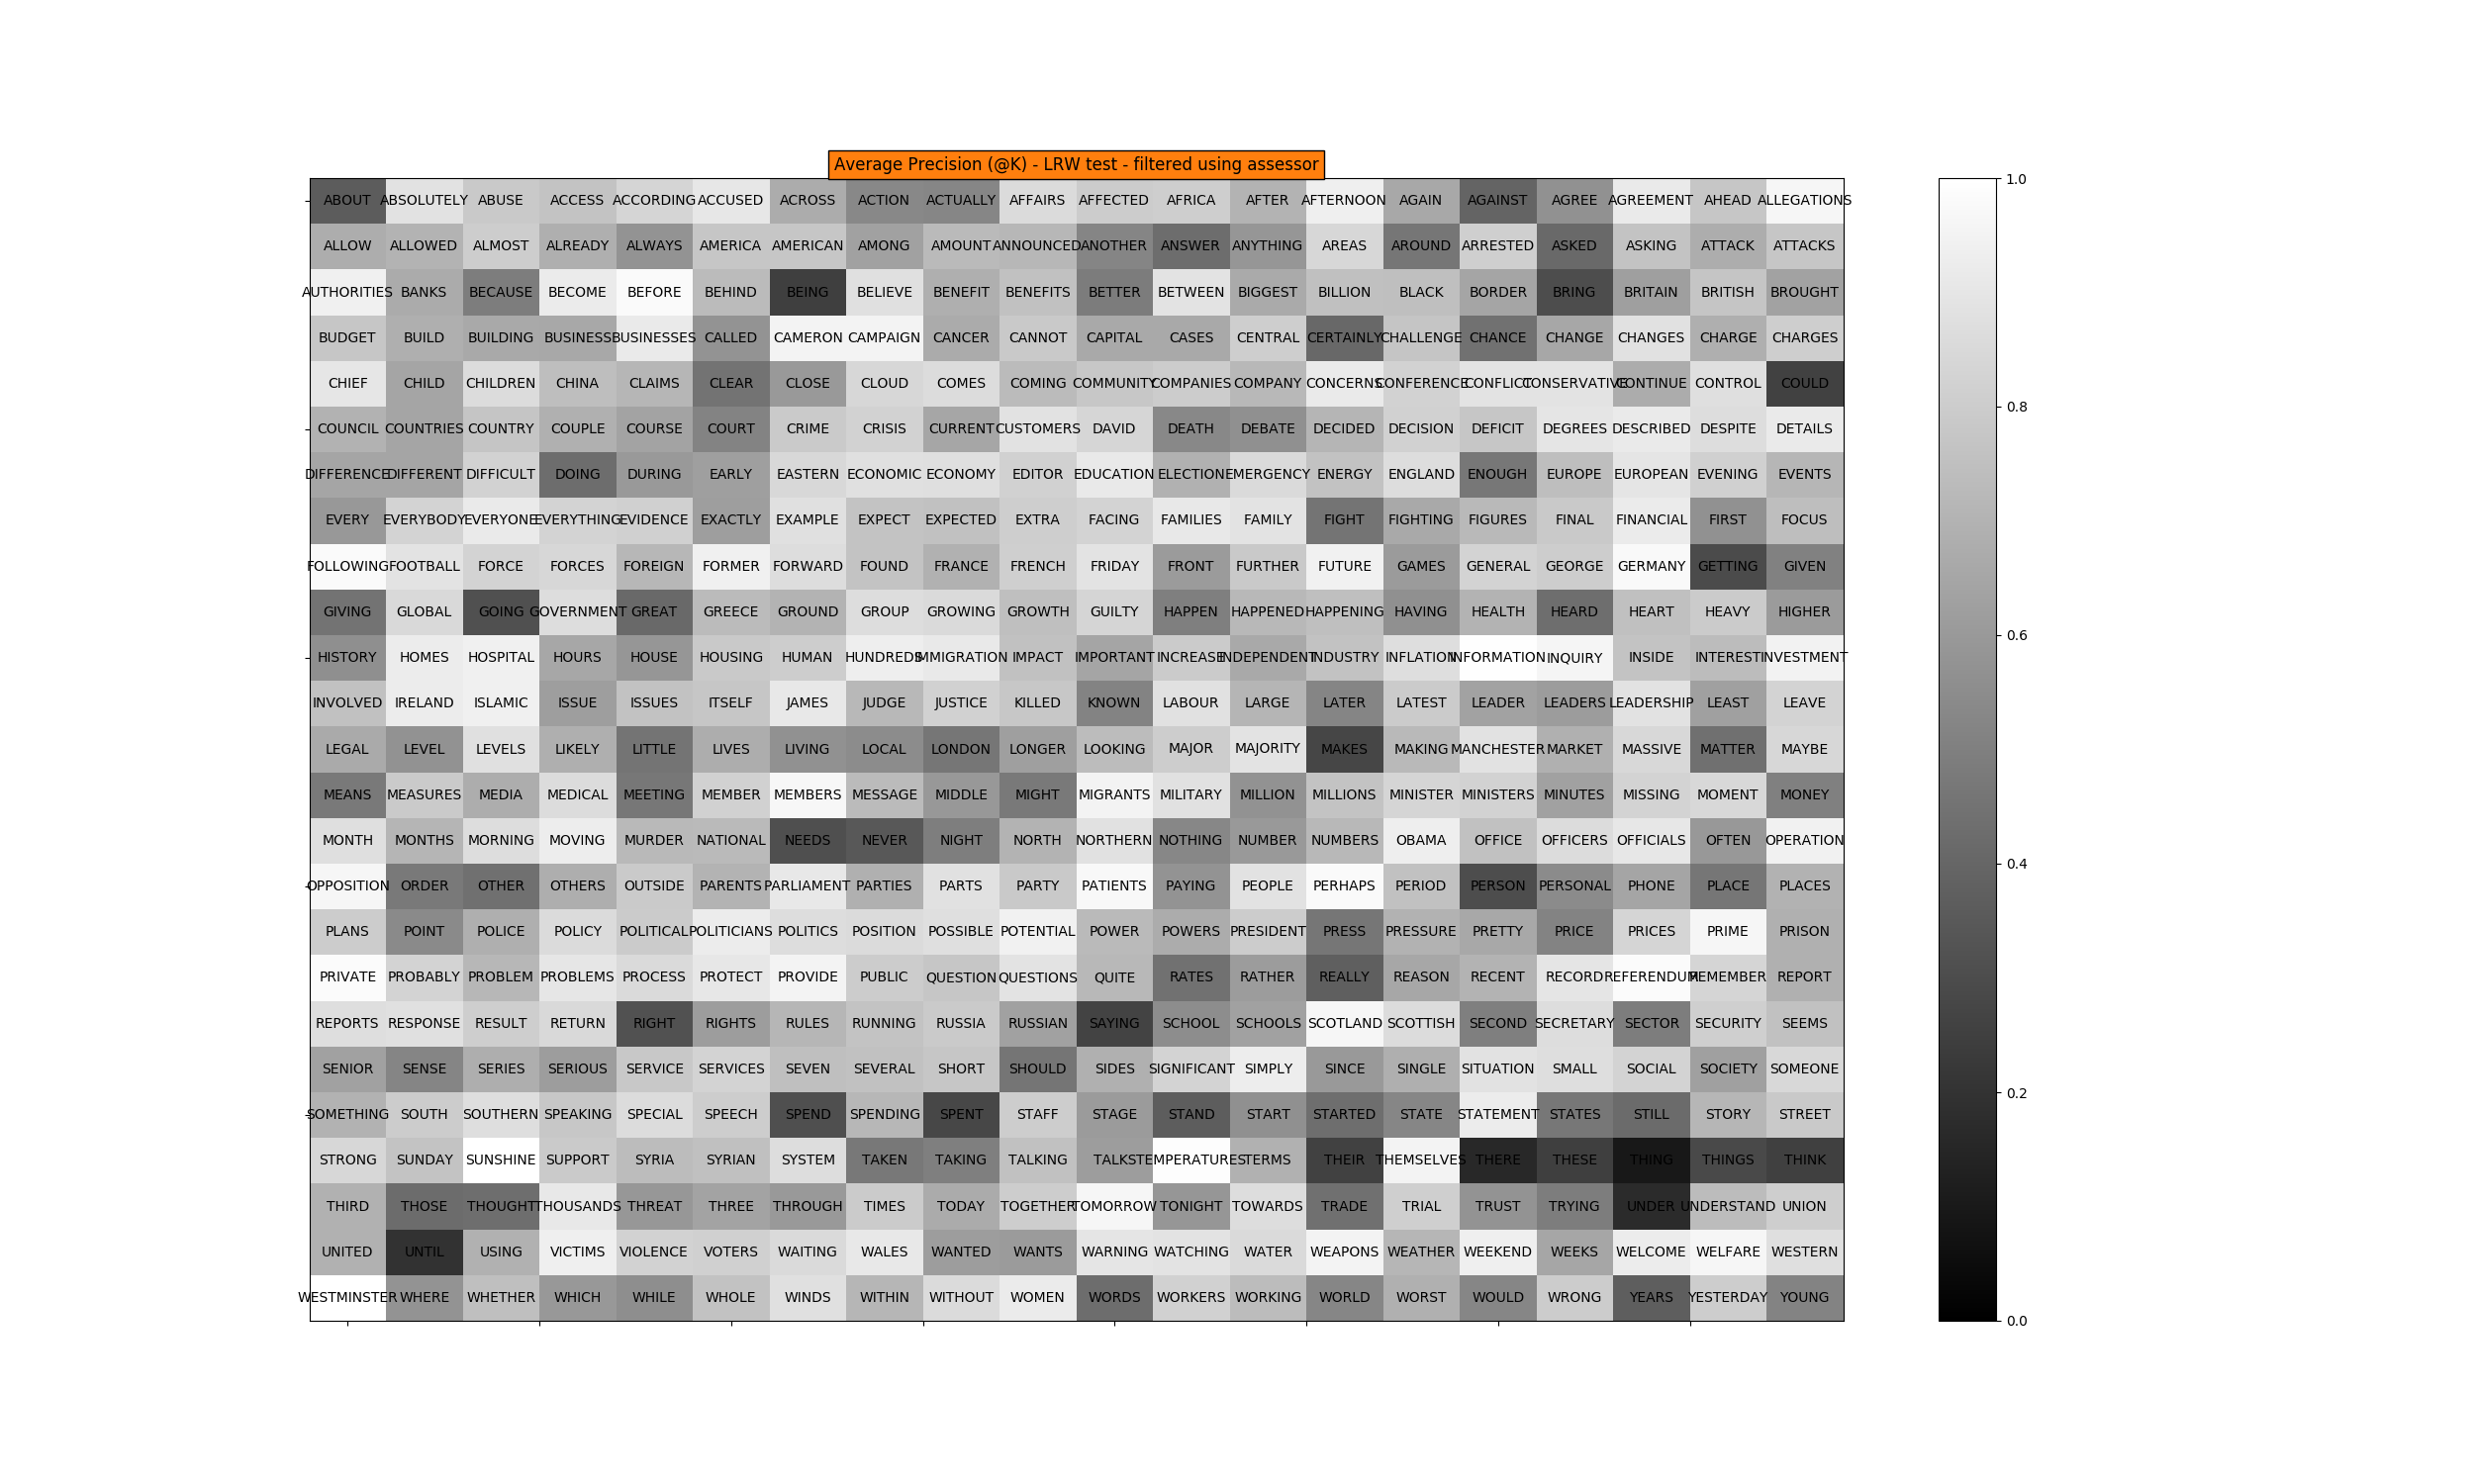 Average Precision (@K) - LRW test - filtered using assessor
ABOUT ABSOLUTELY ABUSE ACCESS ACCORDING ACCUSED ACROSS ACTION ACTUALLY AFFAIRS AFFECTED AFRICA AFTER AFTERNOON AGAIN AGAINST AGREE AGREEMENT AHEAD ALLEGATIONS
ALLOW ALLOWED ALMOST ALREADY ALWAYS AMERICA AMERICAN AMONG AMOUNT ANNOUNCED ANOTHER ANSWER ANYTHING AREAS AROUND ARRESTED ASKED ASKING ATTACK ATTACKS
AUTHORITIES BANKS BECAUSE BECOME BEFORE BEHIND BEING BELIEVE BENEFIT BENEFITS BETTER BETWEEN BIGGEST BILLION BLACK BORDER BRING BRITAIN BRITISH BROUGHT
BUDGET BUILD BUILDING BUSINESS BUSINESSES CALLED CAMERON CAMPAIGN CANCER CANNOT CAPITAL CASES CENTRAL CERTAINLY CHALLENGE CHANCE CHANGE CHANGES CHARGE CHARGES
CHIEF CHILD CHILDREN CHINA CLAIMS CLEAR CLOSE CLOUD COMES COMING COMMUNITY COMPANIES COMPANY CONCERNS CONFERENCE CONFLICT CONSERVATIVE CONTINUE CONTROL COULD
COUNCIL COUNTRIES COUNTRY COUPLE COURSE COURT CRIME CRISIS CURRENT CUSTOMERS DAVID DEATH DEBATE DECIDED DECISION DEFICIT DEGREES DESCRIBED DESPITE DETAILS
DIFFERENCE DIFFERENT DIFFICULT DOING DURING EARLY EASTERN ECONOMIC ECONOMY EDITOR EDUCATION ELECTION EMERGENCY ENERGY ENGLAND ENOUGH EUROPE EUROPEAN EVENING EVENTS
EVERY EVERYBODY EVERYONE EVERYTHING EVIDENCE EXACTLY EXAMPLE EXPECT EXPECTED EXTRA FACING FAMILIES FAMILY FIGHT FIGHTING FIGURES FINAL FINANCIAL FIRST FOCUS
FOLLOWING FOOTBALL FORCE FORCES FOREIGN FORMER FORWARD FOUND FRANCE FRENCH FRIDAY FRONT FURTHER FUTURE GAMES GENERAL GEORGE GERMANY GETTING GIVEN
GIVING GLOBAL GOING GOVERNMENT GREAT GREECE GROUND GROUP GROWING GROWTH GUILTY HAPPEN HAPPENED HAPPENING HAVING HEALTH HEARD HEART HEAVY HIGHER
HISTORY HOMES HOSPITAL HOURS HOUSE HOUSING HUMAN HUNDREDS IMMIGRATION IMPACT IMPORTANT INCREASE INDEPENDENT INDUSTRY INFLATION INFORMATION INQUIRY INSIDE INTEREST INVESTMENT
INVOLVED IRELAND ISLAMIC ISSUE ISSUES ITSELF JAMES JUDGE JUSTICE KILLED KNOWN LABOUR LARGE LATER LATEST LEADER LEADERS LEADERSHIP LEAST LEAVE
LEGAL LEVEL LEVELS LIKELY LITTLE LIVES LIVING LOCAL LONDON LONGER LOOKING MAJOR MAJORITY MAKES MAKING MANCHESTER MARKET MASSIVE MATTER MAYBE
MEANS MEASURES MEDIA MEDICAL MEETING MEMBER MEMBERS MESSAGE MIDDLE MIGHT MIGRANTS MILITARY MILLION MILLIONS MINISTER MINISTERS MINUTES MISSING MOMENT MONEY
MONTH MONTHS MORNING MOVING MURDER NATIONAL NEEDS NEVER NIGHT NORTH NORTHERN NOTHING NUMBER NUMBERS OBAMA OFFICE OFFICERS OFFICIALS OFTEN OPERATION
OPPOSITION ORDER OTHER OTHERS OUTSIDE PARENTS PARLIAMENT PARTIES PARTS PARTY PATIENTS PAYING PEOPLE PERHAPS PERIOD PERSON PERSONAL PHONE PLACE PLACES
PLANS POINT POLICE POLICY POLITICAL POLITICIANS POLITICS POSITION POSSIBLE POTENTIAL POWER POWERS PRESIDENT PRESS PRESSURE PRETTY PRICE PRICES PRIME PRISON
PRIVATE PROBABLY PROBLEM PROBLEMS PROCESS PROTECT PROVIDE PUBLIC QUESTION QUESTIONS QUITE RATES RATHER REALLY REASON RECENT RECORD REFERENDUM REMEMBER REPORT
REPORTS RESPONSE RESULT RETURN RIGHT RIGHTS RULES RUNNING RUSSIA RUSSIAN SAYING SCHOOL SCHOOLS SCOTLAND SCOTTISH SECOND SECRETARY SECTOR SECURITY SEEMS
SENIOR SENSE SERIES SERIOUS SERVICE SERVICES SEVEN SEVERAL SHORT SHOULD SIDES SIGNIFICANT SIMPLY SINCE SINGLE SITUATION SMALL SOCIAL SOCIETY SOMEONE
SOMETHING SOUTH SOUTHERN SPEAKING SPECIAL SPEECH SPEND SPENDING SPENT STAFF STAGE STAND START STARTED STATE STATEMENT STATES STILL STORY STREET
STRONG SUNDAY SUNSHINE SUPPORT SYRIA SYRIAN SYSTEM TAKEN TAKING TALKING TALKS TEMPERATURES TERMS THEIR THEMSELVES THERE THESE THING THINGS THINK
THIRD THOSE THOUGHT THOUSANDS THREAT THREE THROUGH TIMES TODAY TOGETHER TOMORROW TONIGHT TOWARDS TRADE TRIAL TRUST TRYING UNDER UNDERSTAND UNION
UNITED UNTIL USING VICTIMS VIOLENCE VOTERS WAITING WALES WANTED WANTS WARNING WATCHING WATER WEAPONS WEATHER WEEKEND WEEKS WELCOME WELFARE WESTERN
WESTMINSTER WHERE WHETHER WHICH WHILE WHOLE WINDS WITHIN WITHOUT WOMEN WORDS WORKERS WORKING WORLD WORST WOULD WRONG YEARS YESTERDAY YOUNG
1.0
0.8
0.6
0.4
0.2
0.0